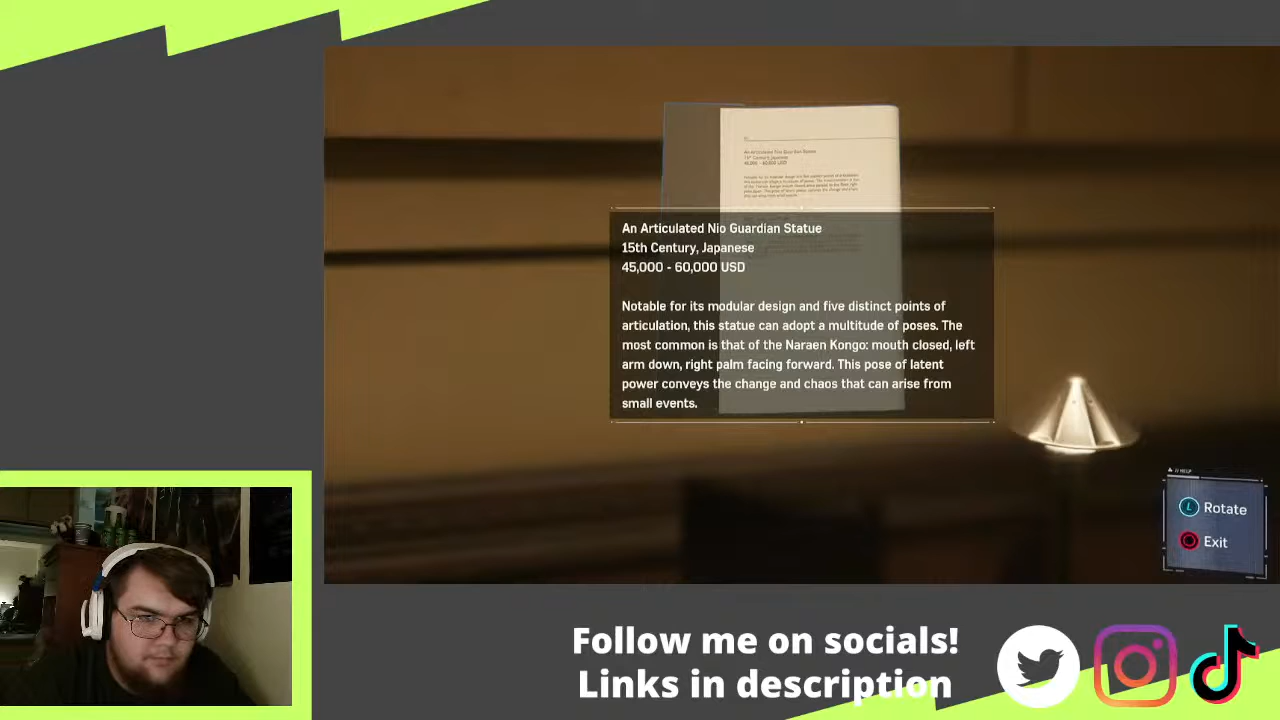 An Articulated Nio Guardian Statue
15th Century, Japanese
45,000 - 60,000 USD
Notable for its modular design and five distinct points of
articulation, this statue can adopt a multitude of poses. The
most common is that of the Naraen Kongo: mouth closed, left
arm down, right palm facing forward. This pose of latent
power conveys the change and chaos that can arise from
small events.
// HELP
L Rotate
Exit
Follow me on socials!
Links in description